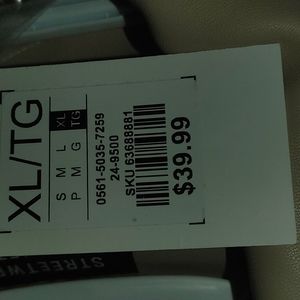 XL/TG
S M L XL
P M G TG
0561-5035-7259
24-9500
SKU 63688881
$39.99